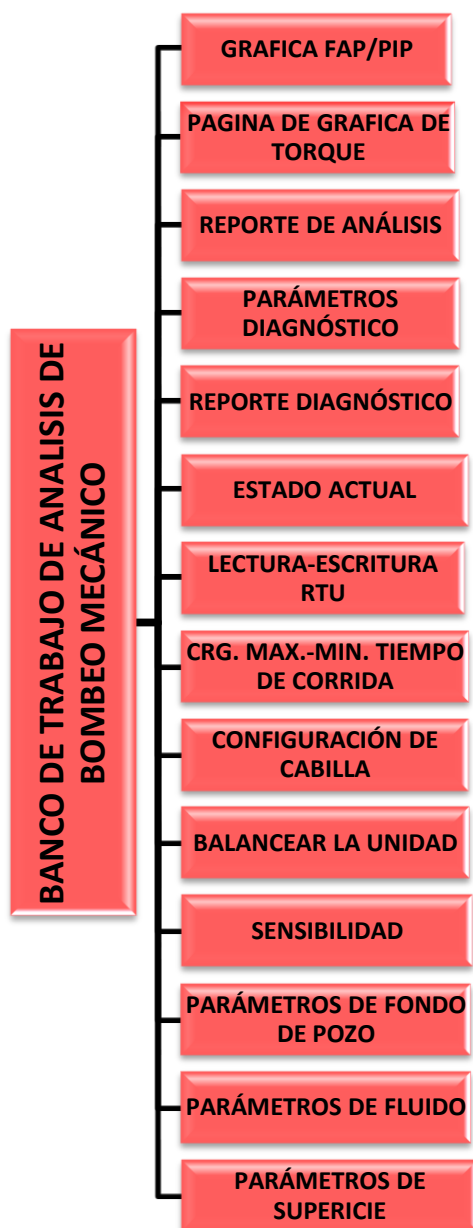 BANCO DE TRABAJO DE ANALISIS DE
BOMBEO MECÁNICO
GRAFICA FAP/PIP
PAGINA DE GRAFICA DE
TORQUE
REPORTE DE ANÁLISIS
PARÁMETROS
DIAGNÓSTICO
REPORTE DIAGNÓSTICO
ESTADO ACTUAL
LECTURA-ESCRITURA
RTU
CRG. MAX.-MIN. TIEMPO
DE CORRIDA
CONFIGURACIÓN DE
CABILLA
BALANCEAR LA UNIDAD
SENSIBILIDAD
PARÁMETROS DE FONDO
DE POZO
PARÁMETROS DE FLUIDO
PARÁMETROS DE
SUPERICIE